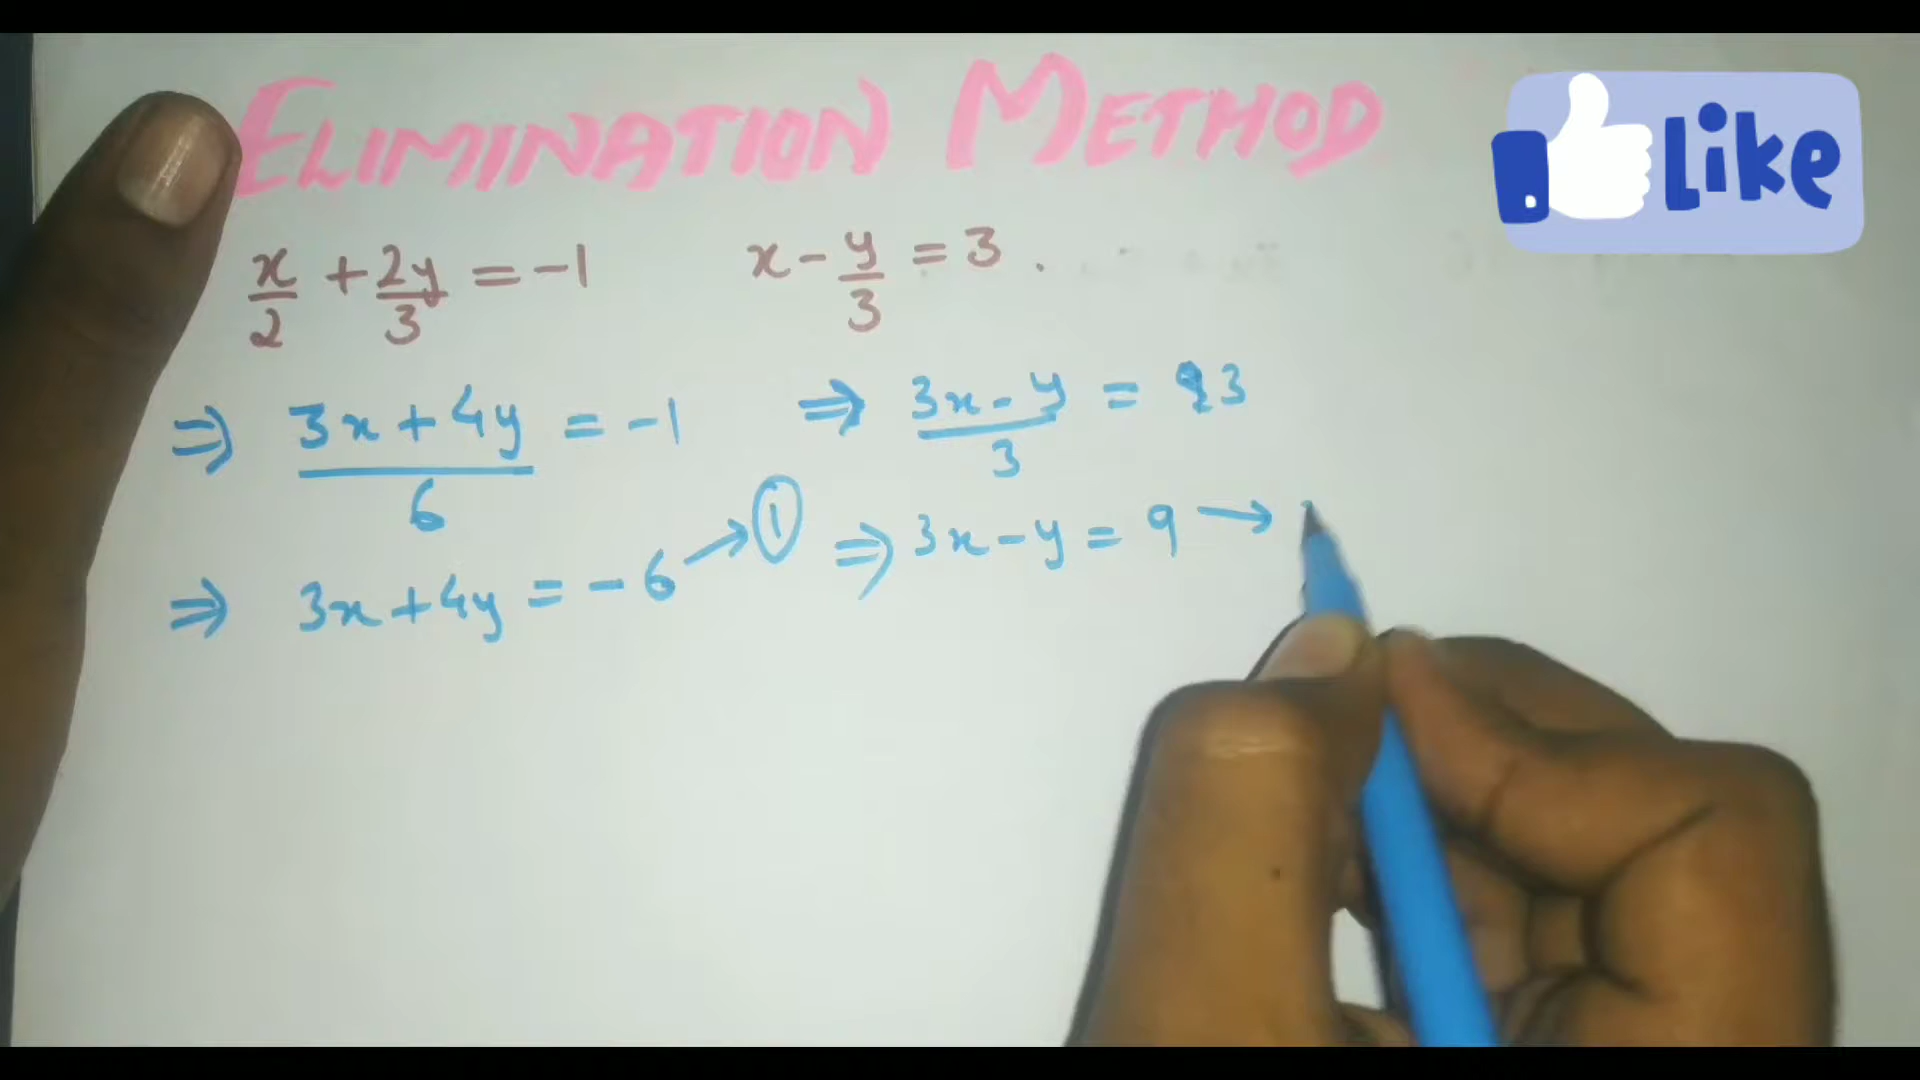 ELIMINATION METHOD
Like
x/2 + 2y/3 = -1    x - y/3 = 3.
⇒ (3x + 4y)/6 = -1    ⇒ (3x - y)/3 = 3
⇒ 3x + 4y = -6 → ①    ⇒ 3x - y = 9 →